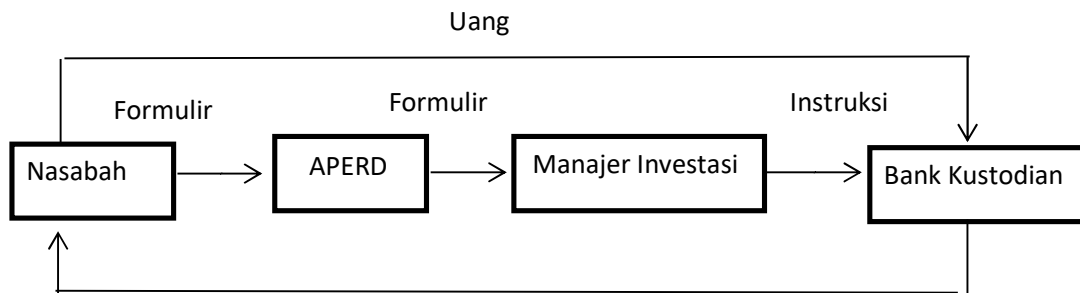 Uang
Formulir
Formulir
Instruksi
Nasabah
APERD
Manajer Investasi
Bank Kustodian